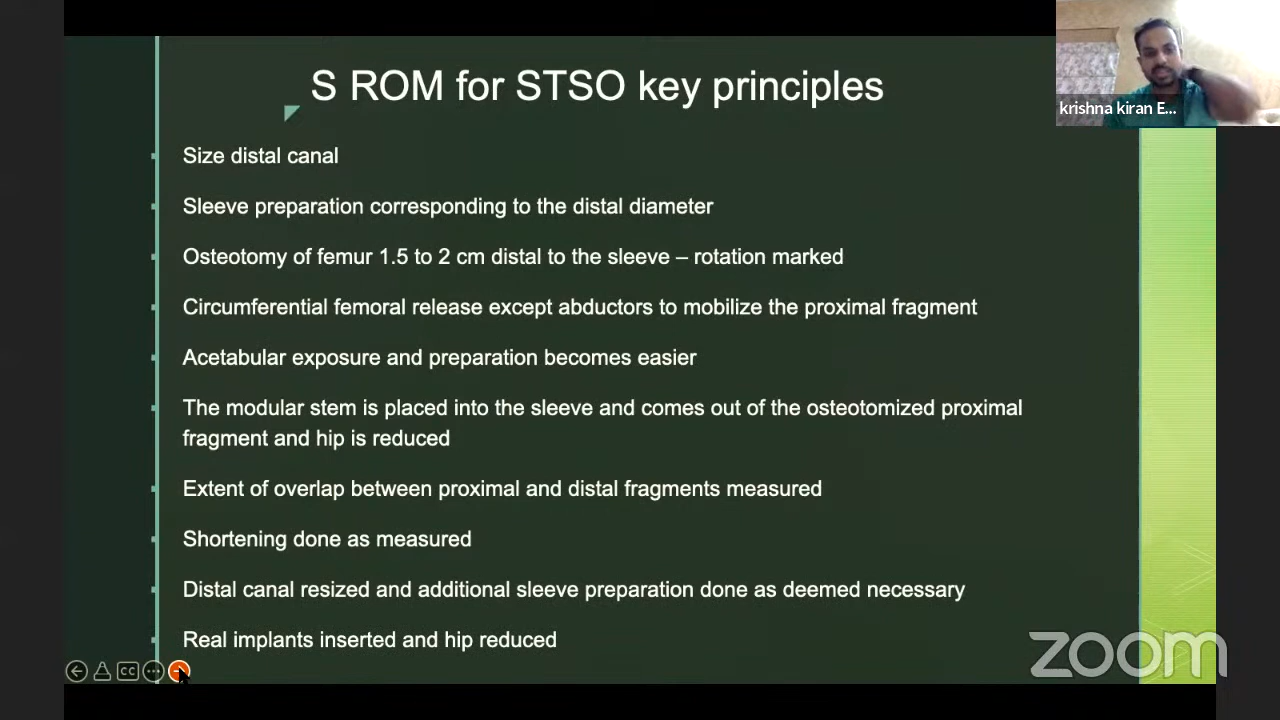 S ROM for STSO key principles
krishna kiran E...
Size distal canal
Sleeve preparation corresponding to the distal diameter
Osteotomy of femur 1.5 to 2 cm distal to the sleeve – rotation marked
Circumferential femoral release except abductors to mobilize the proximal fragment
Acetabular exposure and preparation becomes easier
The modular stem is placed into the sleeve and comes out of the osteotomized proximal
fragment and hip is reduced
Extent of overlap between proximal and distal fragments measured
Shortening done as measured
Distal canal resized and additional sleeve preparation done as deemed necessary
Real implants inserted and hip reduced
CC
zoom